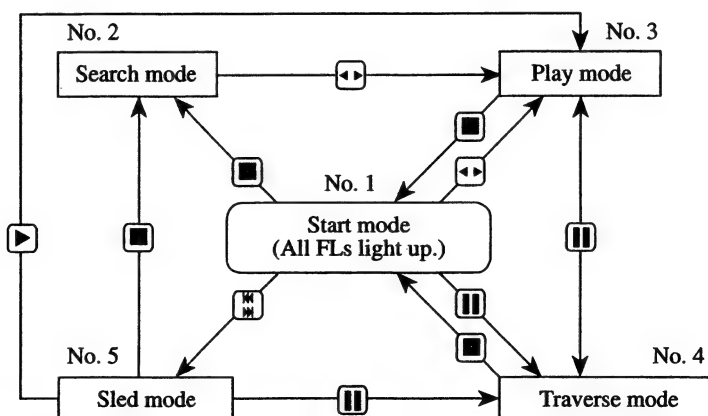 No. 2
No. 3
Search mode
Play mode
No. 1
Start mode
(All FLs light up.)
No. 5
No. 4
Sled mode
Traverse mode